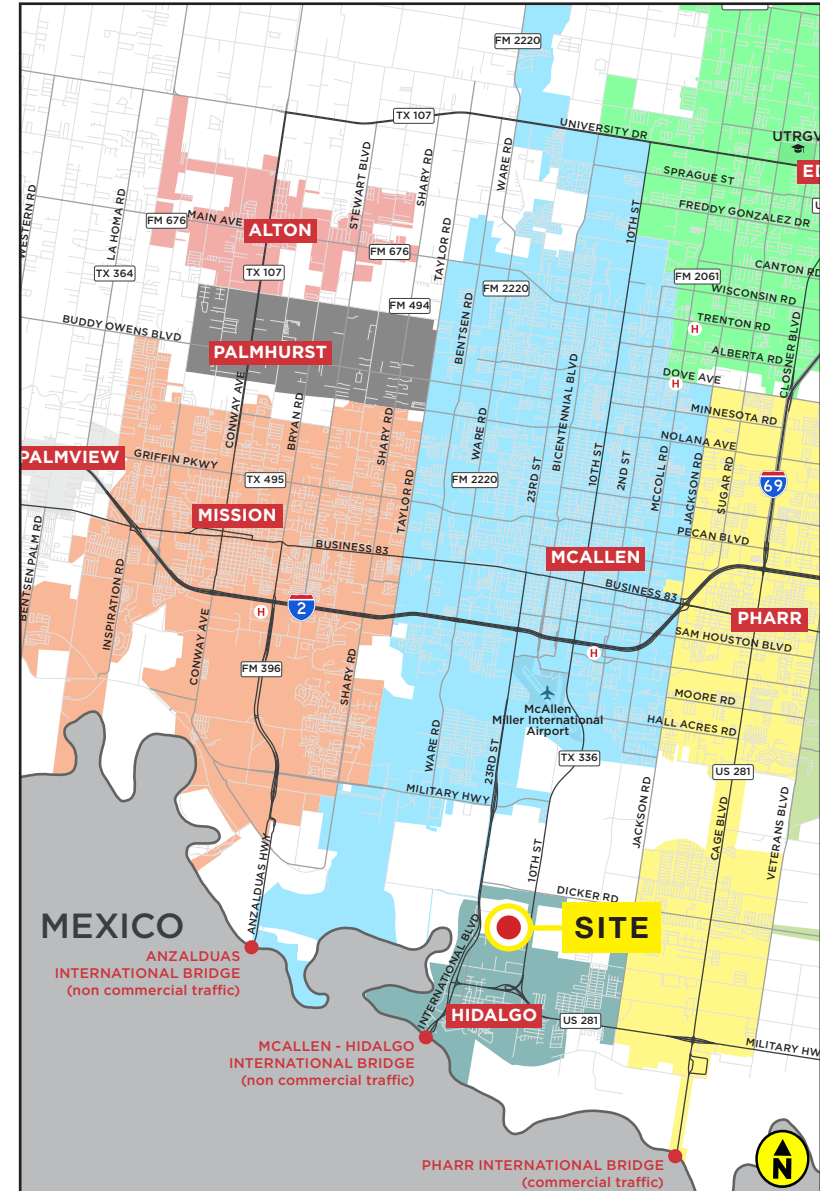 FM 2220
TX 107
UNIVERSITY DR
UTRGV
ED
SPRAGUE ST
FREDDY GONZALEZ DR
STEWART BLVD
SHARY RD
WARE RD
10TH ST
WESTERN RD
LA HOMA RD
FM 676
MAIN AVE
ALTON
FM 676
TAYLOR RD
CANTON RD
TX 364
TX 107
FM 2220
FM 2061
WISCONSIN RD
FM 494
BENTSEN RD
TRENTON RD
H
BUDDY OWENS BLVD
PALMHURST
ALBERTA RD
CLOSNER BLVD
DOVE AVE
H
CONWAY AVE
BRYAN RD
SHARY RD
WARE RD
BICENTENNIAL BLVD
MINNESOTA RD
NOLANA AVE
PALMVIEW
GRIFFIN PKWY
TX 495
FM 2220
23RD ST
10TH ST
2ND ST
MCCOLL RD
JACKSON RD
SUGAR RD
69
TAYLOR RD
MISSION
PECAN BLVD
BUSINESS 83
MCALLEN
BUSINESS 83
BENTSEN PALM RD
INSPIRATION RD
H
2
PHARR
SAM HOUSTON BLVD
H
CONWAY AVE
FM 396
SHARY RD
MOORE RD
McAllen
Miller International
Airport
HALL ACRES RD
WARE RD
23RD ST
TX 336
US 281
MILITARY HWY
JACKSON RD
CAGE BLVD
VETERANS BLVD
ANZALDUAS HWY
10TH ST
DICKER RD
MEXICO
SITE
ANZALDUAS
INTERNATIONAL BRIDGE
(non commercial traffic)
INTERNATIONAL BLVD
HIDALGO
US 281
MCALLEN - HIDALGO
INTERNATIONAL BRIDGE
(non commercial traffic)
MILITARY HW
PHARR INTERNATIONAL BRIDGE
(commercial traffic)
N